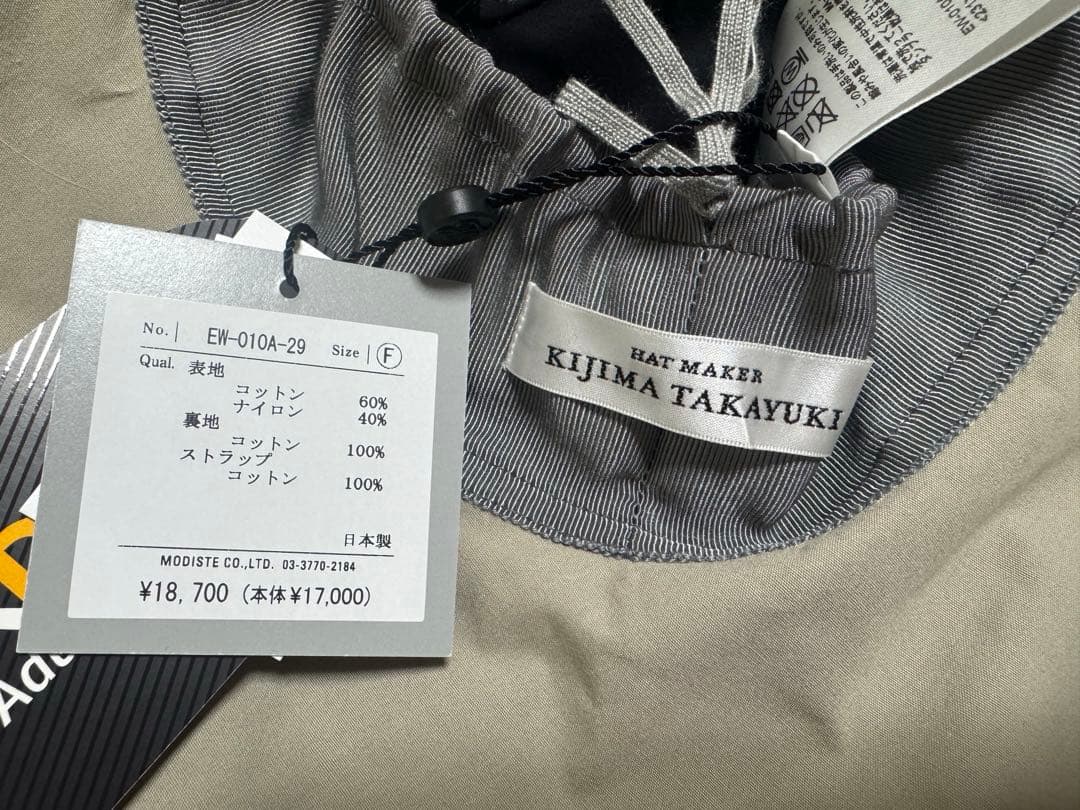 No. EW-010A-29 Size F
Qual. 表地
コットン 60%
ナイロン 40%
裏地
コットン 100%
ストラップ
コットン 100%
日本製
MODISTE CO.,LTD. 03-3770-2184
¥18,700 (本体¥17,000)
HAT MAKER
KIJIMA TAKAYUKI